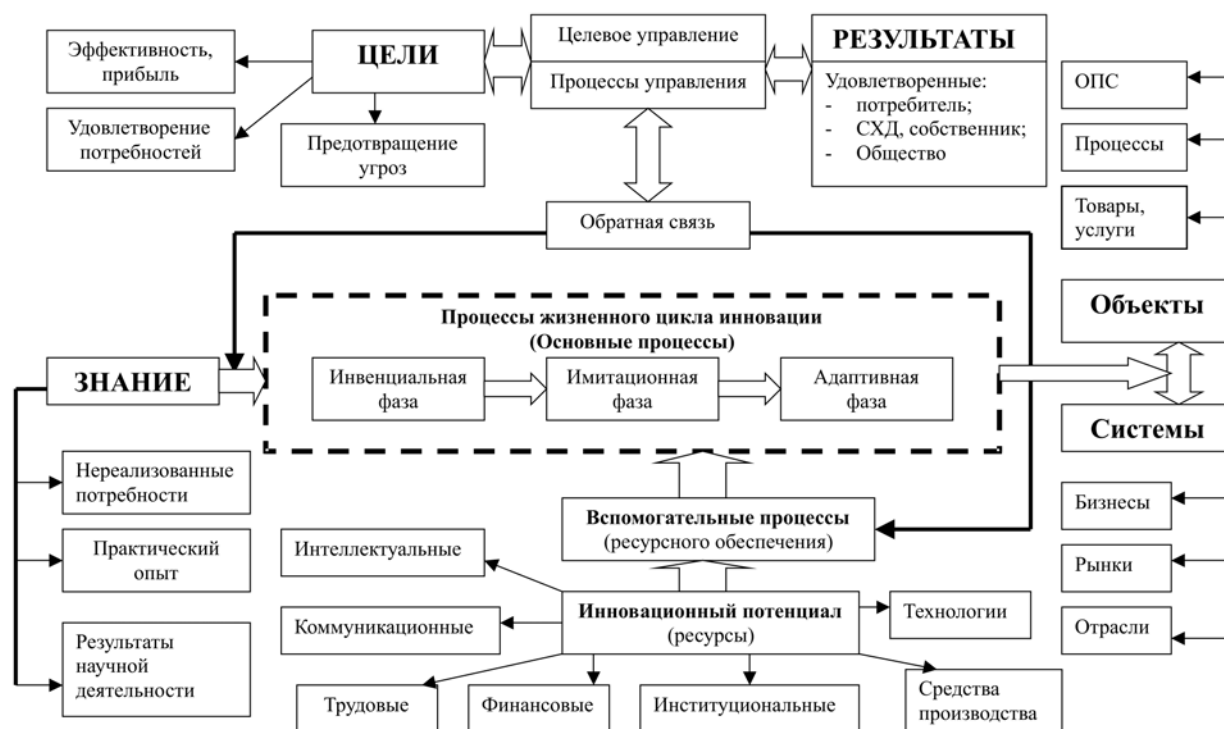 Эффективность,
прибыль
ЦЕЛИ
Целевое управление
Процессы управления
РЕЗУЛЬТАТЫ
Удовлетворенные:
- потребитель;
- СХД, собственник;
- Общество
Удовлетворение
потребностей
Предотвращение
угроз
ОПС
Процессы
Товары,
услуги
Обратная связь
Объекты
Процессы жизненного цикла инновации
(Основные процессы)
ЗНАНИЕ
Инвенциальная
фаза
Имитационная
фаза
Адаптивная
фаза
Системы
Нереализованные
потребности
Практический
опыт
Результаты
научной
деятельности
Вспомогательные процессы
(ресурсного обеспечения)
Бизнесы
Рынки
Отрасли
Интеллектуальные
Коммуникационные
Инновационный потенциал
(ресурсы)
Технологии
Трудовые
Финансовые
Институциональные
Средства
производства